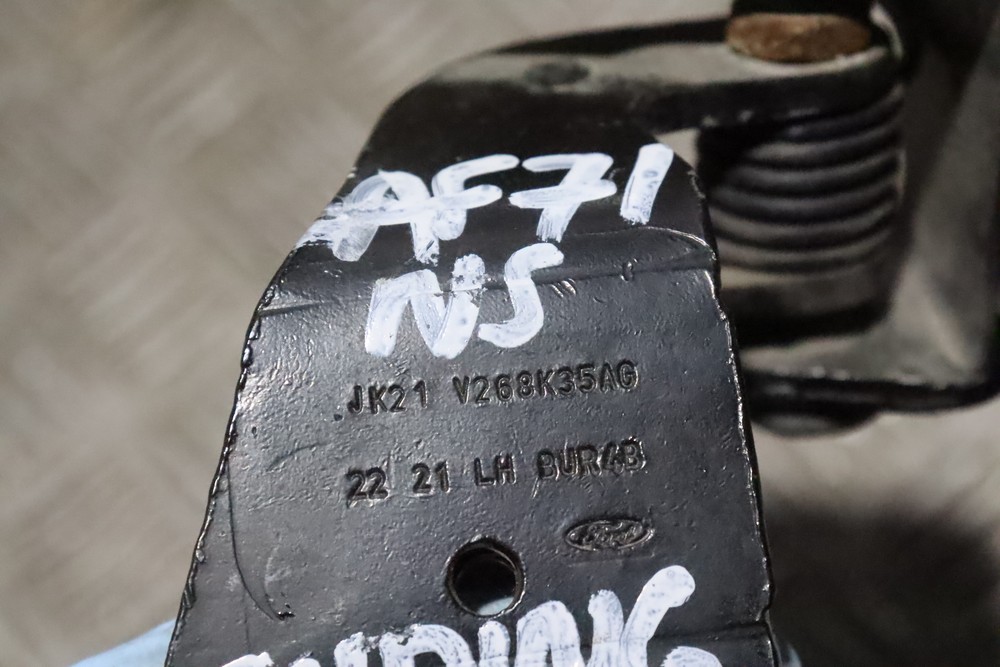 AF71
NS
JK21 V268K35AG
22 21 LH BUR4B
Ford